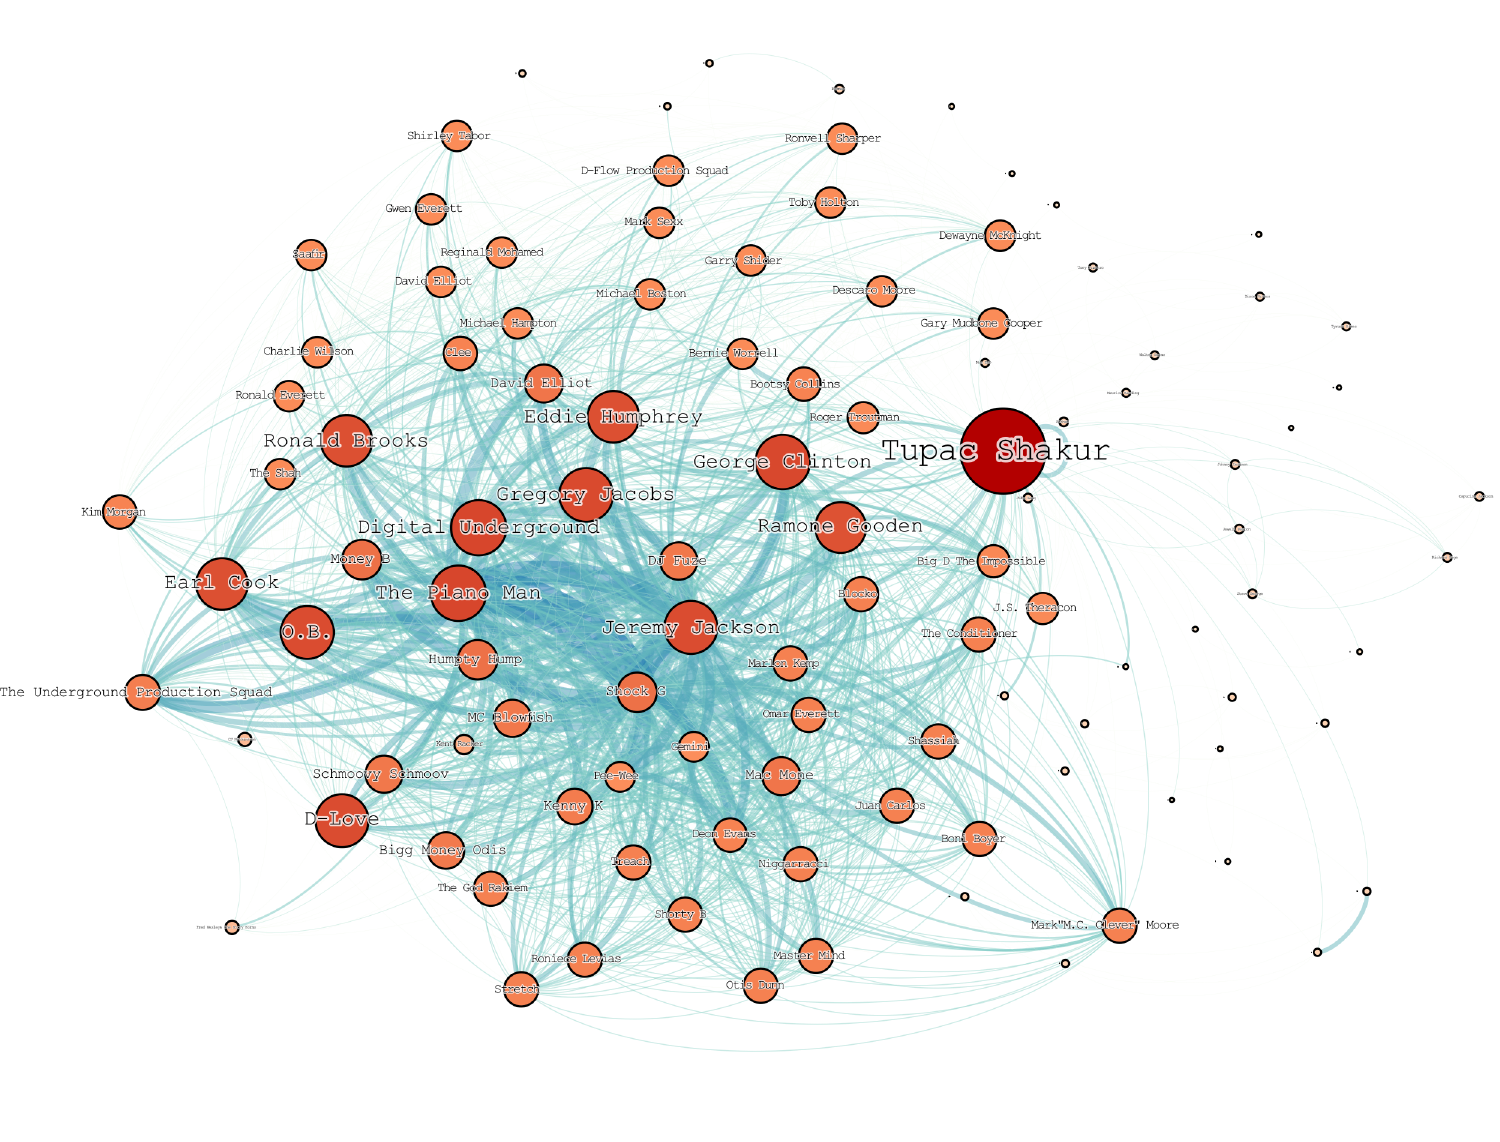 Shirley Tabor
Ronvell Sharper
D-Flow Production Squad
Gwen Everett
Toby Holton
Mark Sexx
Dewayne McKnight
Saafir
Reginald Mohamed
Garry Shider
David Elliot
Michael Boston
Descaro Moore
Michael Hampton
Gary Mudbone Cooper
Charlie Wilson
Clee
Bernie Worrell
David Elliot
Bootsy Collins
Ronald Everett
Eddie Humphrey
Roger Troutman
Ronald Brooks
Tupac Shakur
George Clinton
The Shah
Gregory Jacobs
Kim Morgan
Digital Underground
Ramone Gooden
Money B
DJ Fuze
Big D The Impossible
Earl Cook
The Piano Man
Blocko
J.S. Theracon
O.B.
Jeremy Jackson
The Conditioner
Humpty Hump
Marlon Kemp
The Underground Production Squad
Shock G
MC Blowfish
Omar Everett
Kent Racker
Gemini
Shassiah
Schmoovy Schmoov
Pee-Wee
Mac Mone
Kenny K
Juan Carlos
D-Love
Deon Evans
Boni Boyer
Bigg Money Odis
Treach
Niggarracci
The God Rakiem
Shorty B
Mark"M.C. Clever" Moore
Roniece Levias
Master Mind
Stretch
Otis Dunn